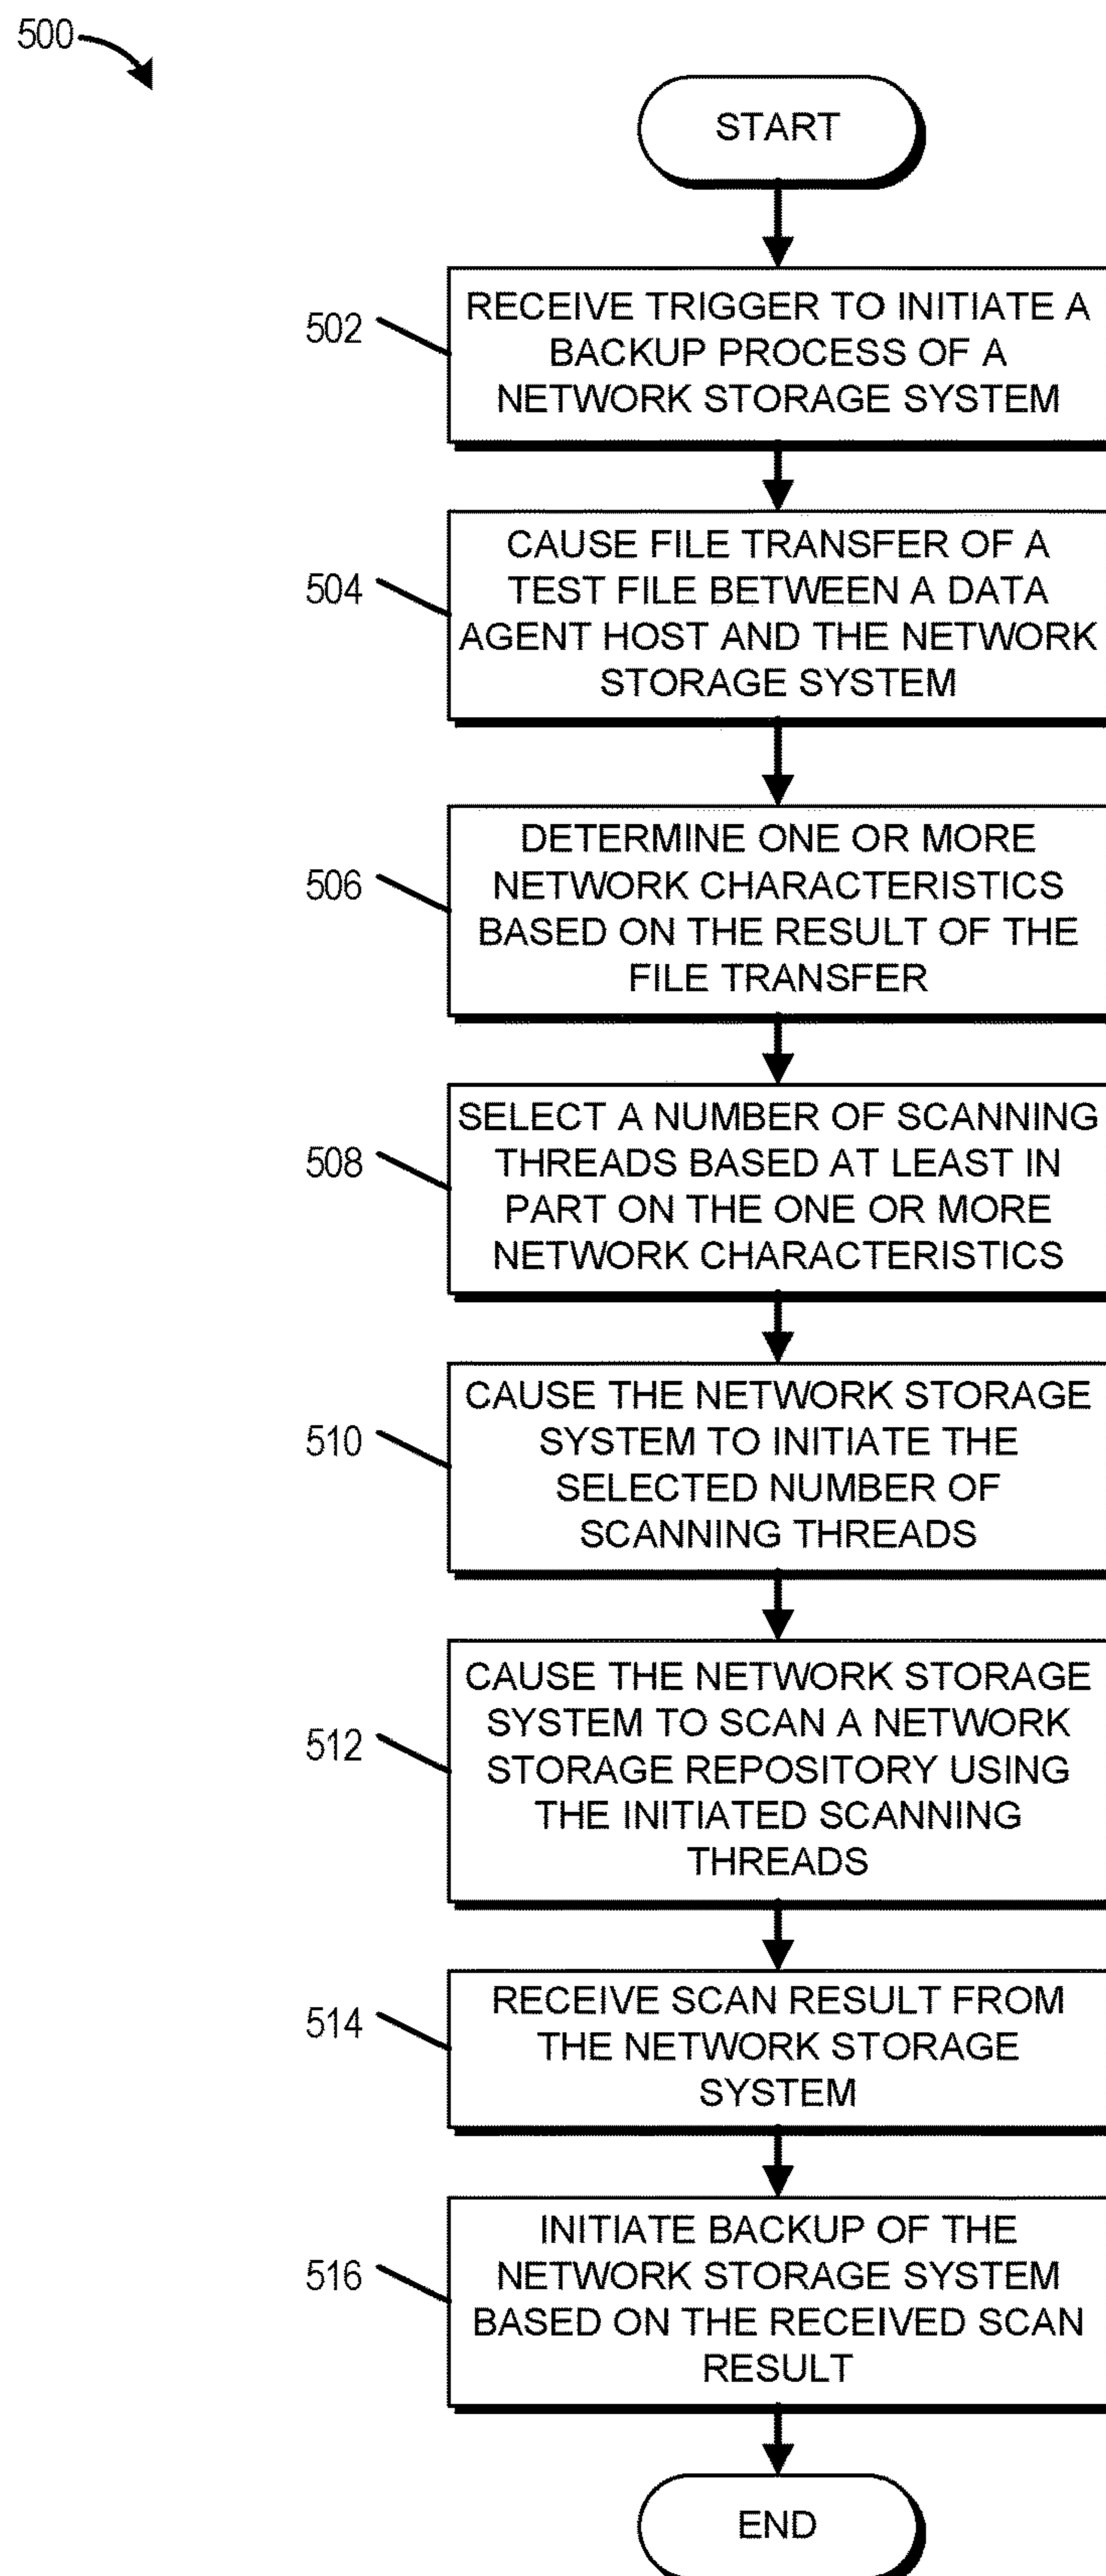 500
START
502
RECEIVE TRIGGER TO INITIATE A
BACKUP PROCESS OF A
NETWORK STORAGE SYSTEM
504
CAUSE FILE TRANSFER OF A
TEST FILE BETWEEN A DATA
AGENT HOST AND THE NETWORK
STORAGE SYSTEM
506
DETERMINE ONE OR MORE
NETWORK CHARACTERISTICS
BASED ON THE RESULT OF THE
FILE TRANSFER
508
SELECT A NUMBER OF SCANNING
THREADS BASED AT LEAST IN
PART ON THE ONE OR MORE
NETWORK CHARACTERISTICS
510
CAUSE THE NETWORK STORAGE
SYSTEM TO INITIATE THE
SELECTED NUMBER OF
SCANNING THREADS
512
CAUSE THE NETWORK STORAGE
SYSTEM TO SCAN A NETWORK
STORAGE REPOSITORY USING
THE INITIATED SCANNING
THREADS
514
RECEIVE SCAN RESULT FROM
THE NETWORK STORAGE
SYSTEM
516
INITIATE BACKUP OF THE
NETWORK STORAGE SYSTEM
BASED ON THE RECEIVED SCAN
RESULT
END